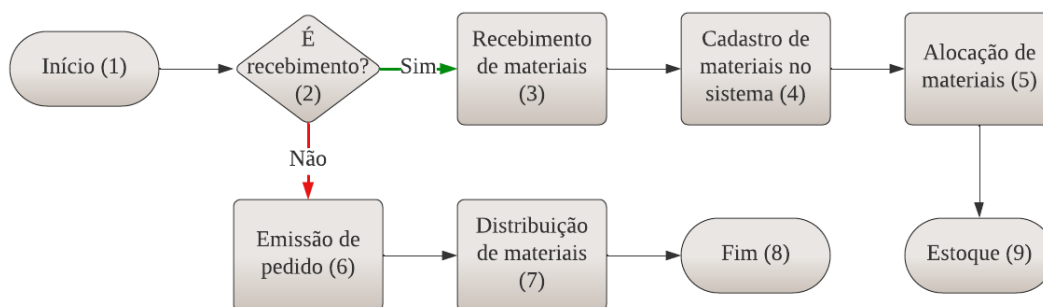 Início (1)
É
recebimento?
(2)
Sim
Recebimento
de materiais
(3)
Cadastro de
materiais no
sistema (4)
Alocação de
materiais (5)
Não
Emissão de
pedido (6)
Distribuição
de materiais
(7)
Fim (8)
Estoque (9)